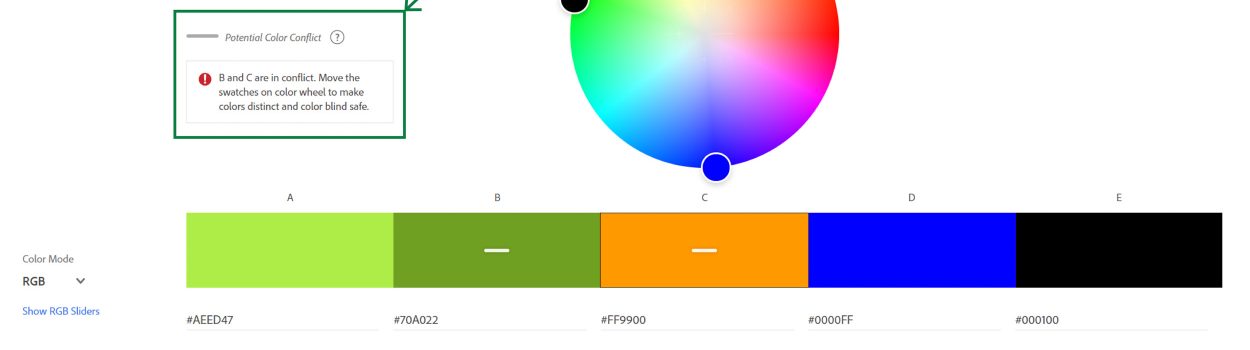 Potential Color Conflict ?
B and C are in conflict. Move the
swatches on color wheel to make
colors distinct and color blind safe.
A B C D E
Color Mode
RGB
Show RGB Sliders
#AEED47 #70A022 #FF9900 #0000FF #000100